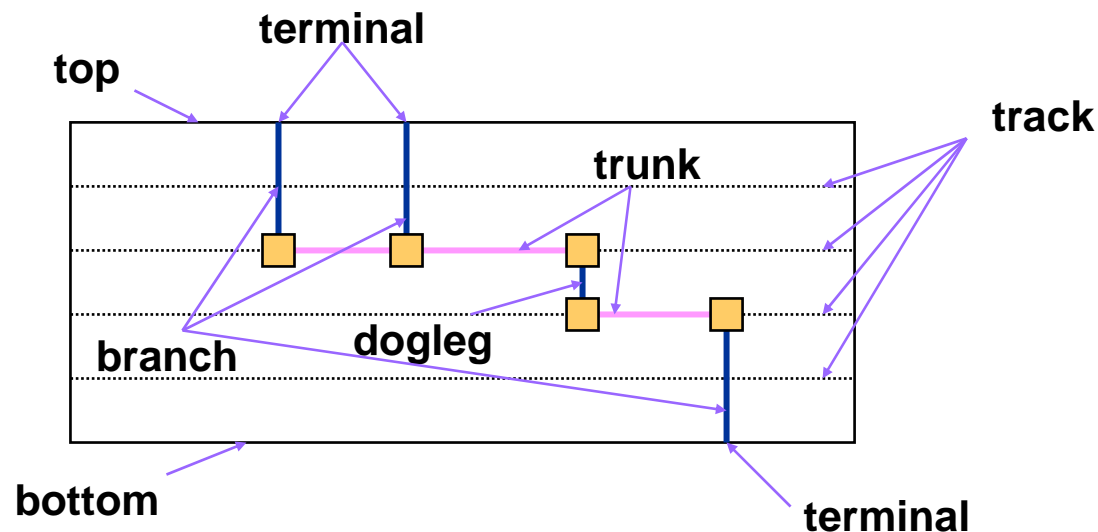 terminal
top
track
trunk
dogleg
branch
bottom
terminal